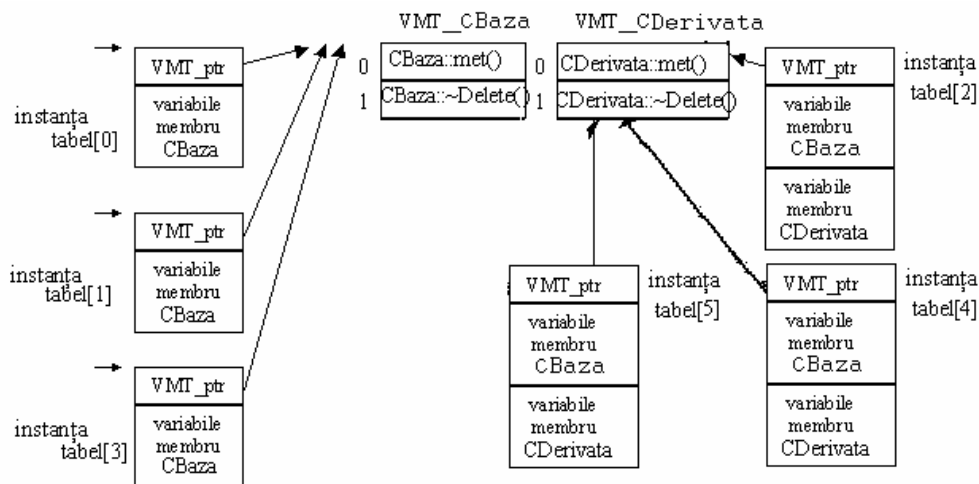 VMT__CBaza VMT__CDerivata
0 CBaza::met() 0 CDerivata::met()
1 CBaza::~Delete() 1 CDerivata::~Delete()
VMT_ptr
variabile
membru
CBaza
instanța
tabel[0]
VMT_ptr
variabile
membru
CBaza
variabile
membru
CDerivata
instanța
tabel[2]
VMT_ptr
variabile
membru
CBaza
instanța
tabel[1]
VMT_ptr
variabile
membru
CBaza
variabile
membru
CDerivata
instanța
tabel[5]
VMT_ptr
variabile
membru
CBaza
variabile
membru
CDerivata
instanța
tabel[4]
VMT_ptr
variabile
membru
CBaza
instanța
tabel[3]